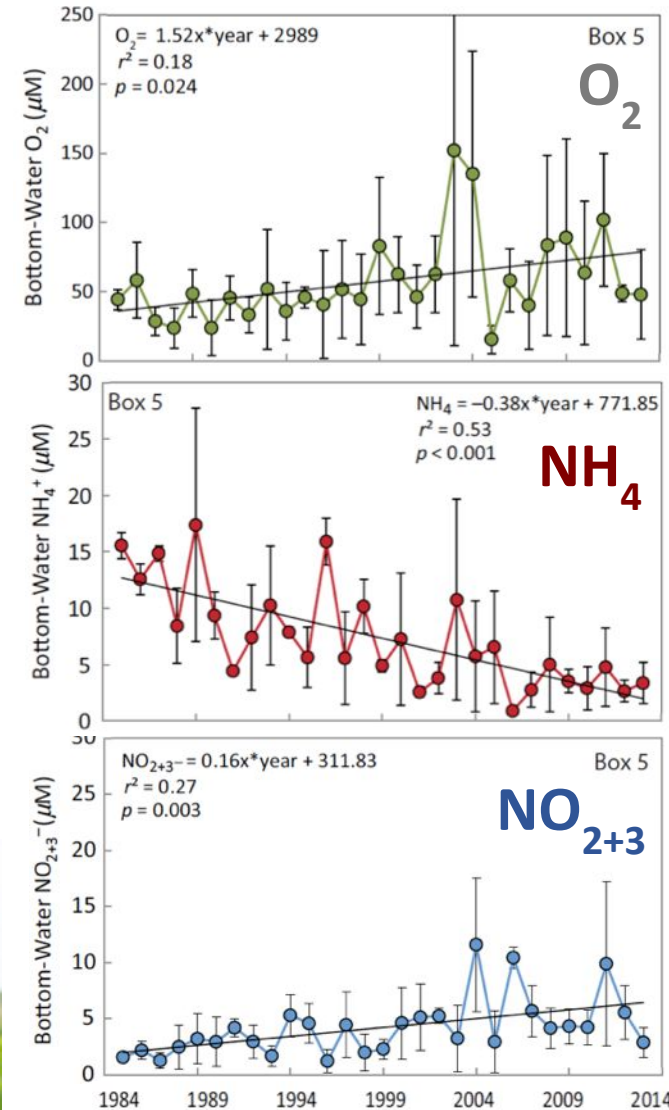 250
200
150
100
50
0
Bottom-Water O₂ (μM)
O₂= 1.52x*year + 2989
r² = 0.18
p = 0.024
Box 5
O₂
30
25
20
15
10
5
0
Bottom-Water NH₄⁺ (μM)
Box 5
NH₄ = –0.38x*year + 771.85
r² = 0.53
p < 0.001
NH₄
30
25
20
15
10
5
0
Bottom-Water NO₂₊₃⁻ (μM)
NO₂₊₃–= 0.16x*year + 311.83
r² = 0.27
p = 0.003
Box 5
NO₂₊₃
1984 1989 1994 1999 2004 2009 2014